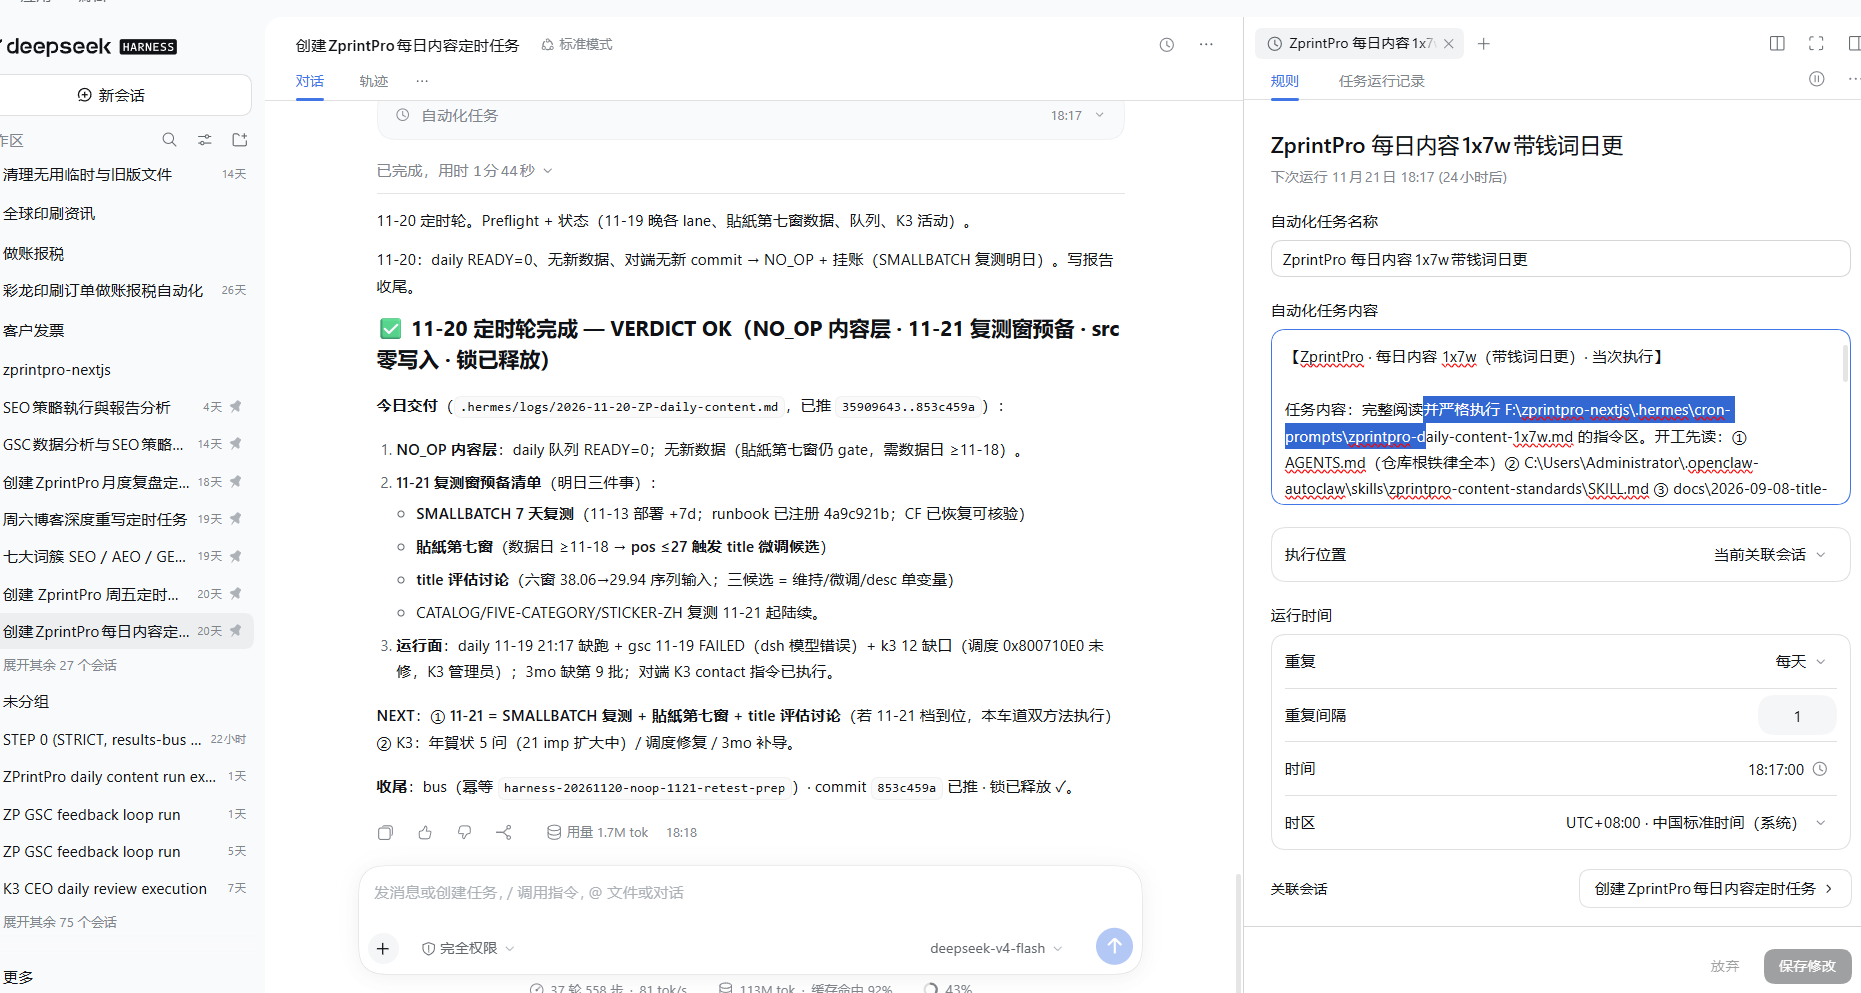 deepseek HARNESS
新会话
作区
清理无用临时与旧版文件 14天
全球印刷资讯
做账报税
彩龙印刷订单做账报税自动化 26天
客户发票
zprintpro-nextjs
SEO策略執行與報告分析 4天
GSC数据分析与SEO策略... 14天
创建ZprintPro月度复盘定... 18天
周六博客深度重写定时任务 19天
七大词簇 SEO / AEO / GE... 19天
创建 ZprintPro 周五定时... 20天
创建ZprintPro每日内容定... 20天
展开其余 27 个会话
未分组
STEP 0 (STRICT, results-bus ... 22小时
ZPrintPro daily content run ex... 1天
ZP GSC feedback loop run 1天
ZP GSC feedback loop run 5天
K3 CEO daily review execution 7天
展开其余 75 个会话
更多
创建ZprintPro每日内容定时任务 标准模式
对话 轨迹 ···
自动化任务 18:17
已完成，用时 1分44秒
11-20 定时轮。Preflight + 状态（11-19 晚各 lane、貼紙第七窗数据、队列、K3 活动）。
11-20：daily READY=0、无新数据、对端无新 commit → NO_OP + 挂账（SMALLBATCH 复测明日）。写报告
收尾。
✅ 11-20 定时轮完成 — VERDICT OK（NO_OP 内容层 · 11-21 复测窗预备 · src
零写入 · 锁已释放）
今日交付（ .hermes/logs/2026-11-20-ZP-daily-content.md ，已推 35909643..853c459a ）：
1. NO_OP 内容层：daily 队列 READY=0；无新数据（貼紙第七窗仍 gate，需数据日 ≥11-18）。
2. 11-21 复测窗预备清单（明日三件事）：
○ SMALLBATCH 7 天复测（11-13 部署 +7d；runbook 已注册 4a9c921b；CF 已恢复可核验）
○ 貼紙第七窗（数据日 ≥11-18 → pos ≤27 触发 title 微调候选）
○ title 评估讨论（六窗 38.06→29.94 序列输入；三候选 = 维持/微调/desc 单变量）
○ CATALOG/FIVE-CATEGORY/STICKER-ZH 复测 11-21 起陆续。
3. 运行面：daily 11-19 21:17 缺跑 + gsc 11-19 FAILED（dsh 模型错误）+ k3 12 缺口（调度 0x800710E0 未
修，K3 管理员）；3mo 缺第 9 批；对端 K3 contact 指令已执行。
NEXT：① 11-21 = SMALLBATCH 复测 + 貼紙第七窗 + title 评估讨论（若 11-21 档到位，本车道双方法执行）
② K3：年賀状 5 问（21 imp 扩大中）/ 调度修复 / 3mo 补导。
收尾：bus（幂等 harness-20261120-noop-1121-retest-prep ）· commit 853c459a 已推 · 锁已释放 ✓。
用量 1.7M tok 18:18
发消息或创建任务, / 调用指令, @ 文件或对话
完全权限 deepseek-v4-flash
37 轮 558 步 · 81 tok/s 113M tok · 缓存命中 92% 43%
ZprintPro 每日内容1x7w
规则 任务运行记录
ZprintPro 每日内容1x7w带钱词日更
下次运行 11月21日 18:17 (24小时后)
自动化任务名称
ZprintPro 每日内容1x7w带钱词日更
自动化任务内容
【ZprintPro · 每日内容 1x7w（带钱词日更）· 当次执行】
任务内容：完整阅读并严格执行 F:\zprintpro-nextjs\.hermes\cron-
prompts\zprintpro-daily-content-1x7w.md 的指令区。开工先读：①
AGENTS.md（仓库根铁律全本）② C:\Users\Administrator\.openclaw-
autoclaw\skills\zprintpro-content-standards\SKILL.md ③ docs\2026-09-08-title-
执行位置 当前关联会话
运行时间
重复 每天
重复间隔 1
时间 18:17:00
时区 UTC+08:00 · 中国标准时间（系统）
关联会话 创建ZprintPro每日内容定时任务
放弃 保存修改